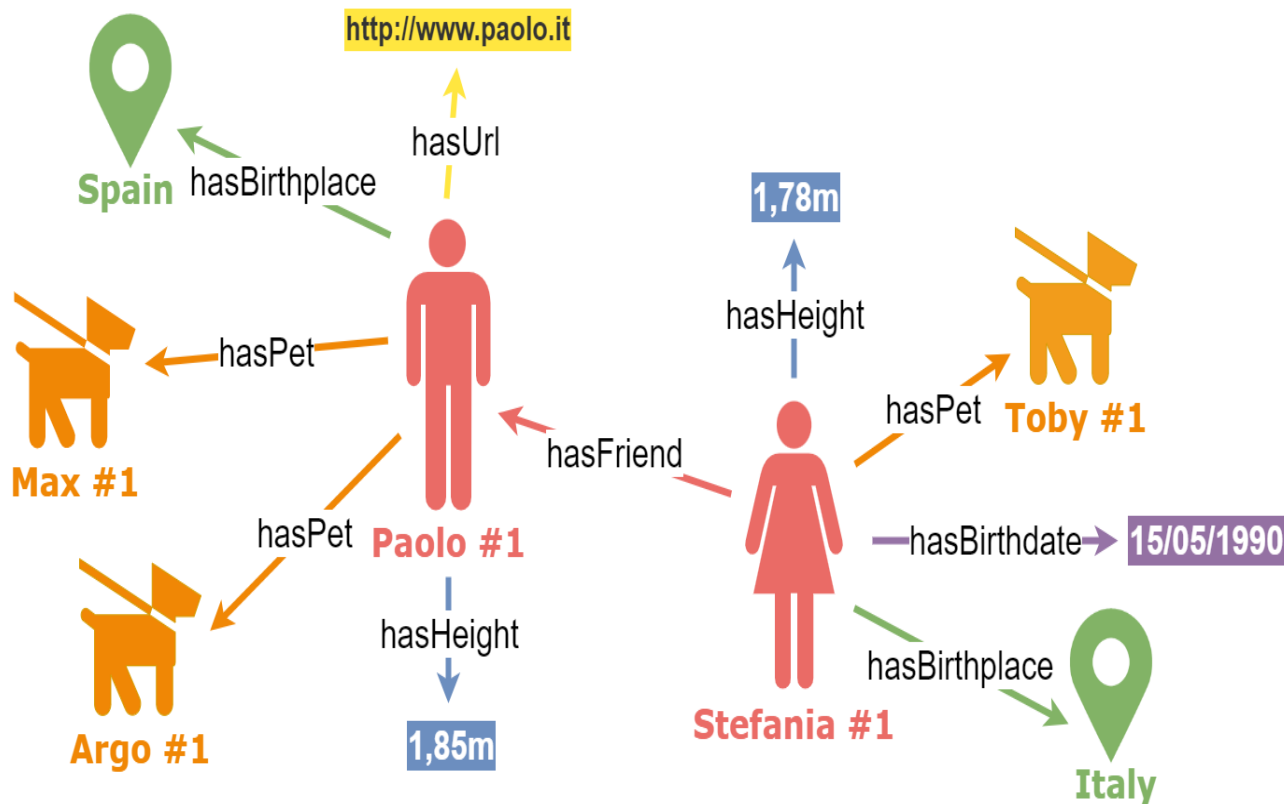 http://www.paolo.it
hasUrl
Spain
hasBirthplace
1,78m
hasHeight
hasPet
Max #1
hasPet
Toby #1
hasFriend
hasPet
Paolo #1
hasBirthdate
15/05/1990
hasHeight
hasBirthplace
Stefania #1
Argo #1
1,85m
Italy